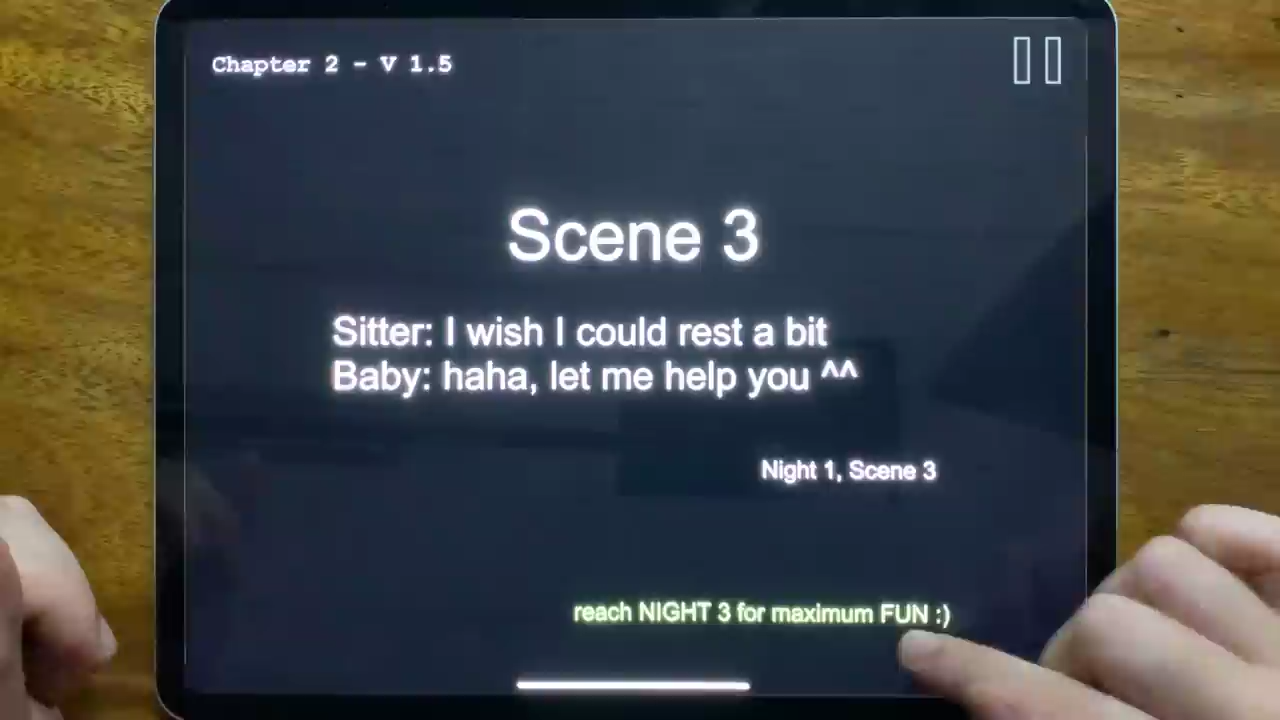 Chapter 2 - V 1.5
Scene 3
Sitter: I wish I could rest a bit
Baby: haha, let me help you ^^
Night 1, Scene 3
reach NIGHT 3 for maximum FUN :)